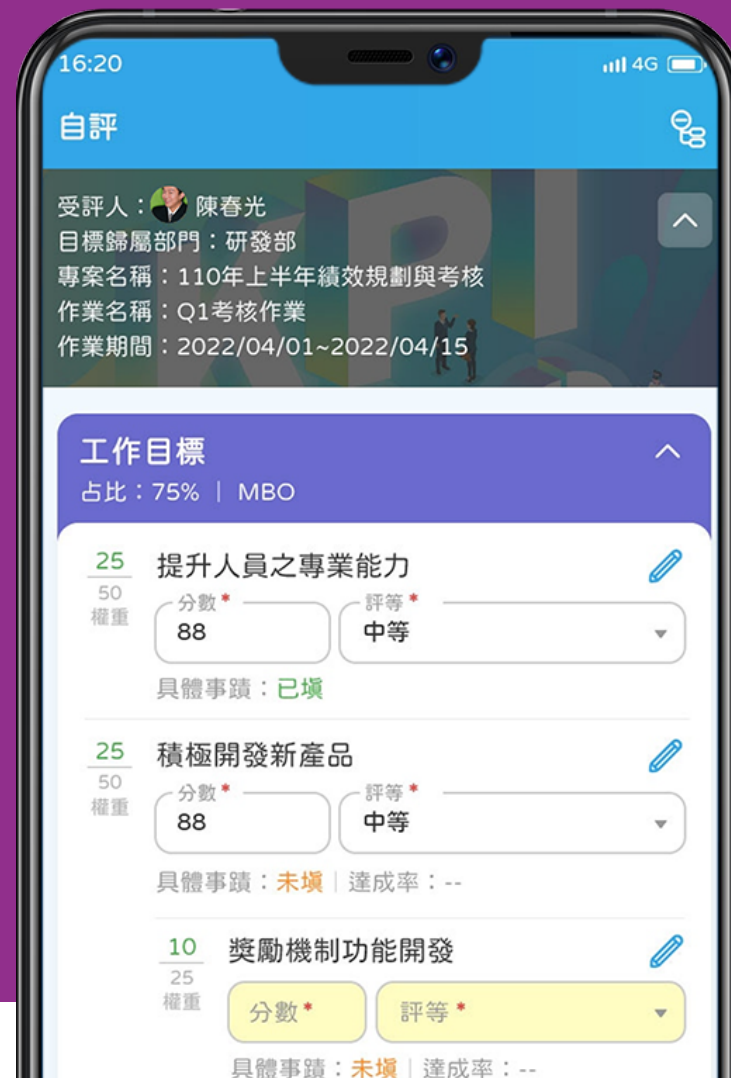 16:20
4G
自評
KPI
受評人：陳春光
目標歸屬部門：研發部
專案名稱：110年上半年績效規劃與考核
作業名稱：Q1考核作業
作業期間：2022/04/01~2022/04/15
工作目標
占比：75% | MBO
25
50
權重
提升人員之專業能力
分數*
88
評等*
中等
具體事蹟：已填
25
50
權重
積極開發新產品
分數*
88
評等*
中等
具體事蹟：未填 | 達成率：--
10
25
權重
獎勵機制功能開發
分數*
評等*
具體事蹟：未填 | 達成率：--